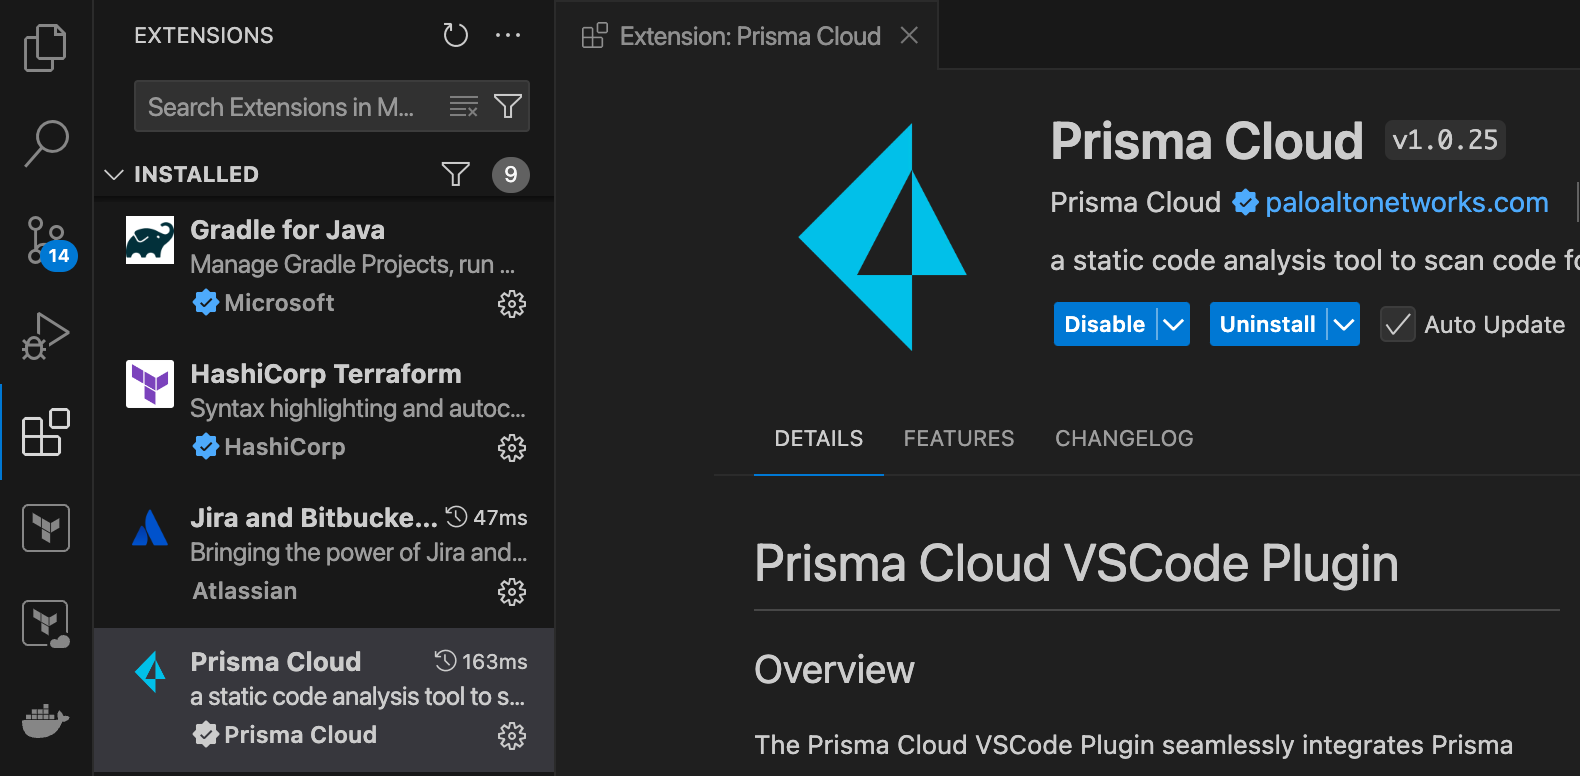 EXTENSIONS
Search Extensions in M...
INSTALLED
9
Gradle for Java
Manage Gradle Projects, run ...
Microsoft
HashiCorp Terraform
Syntax highlighting and autoc...
HashiCorp
Jira and Bitbucke... 47ms
Bringing the power of Jira and...
Atlassian
Prisma Cloud 163ms
a static code analysis tool to s...
Prisma Cloud
14
Extension: Prisma Cloud
Prisma Cloud v1.0.25
Prisma Cloud paloaltonetworks.com
a static code analysis tool to scan code fo
Disable Uninstall Auto Update
DETAILS FEATURES CHANGELOG
Prisma Cloud VSCode Plugin
Overview
The Prisma Cloud VSCode Plugin seamlessly integrates Prisma